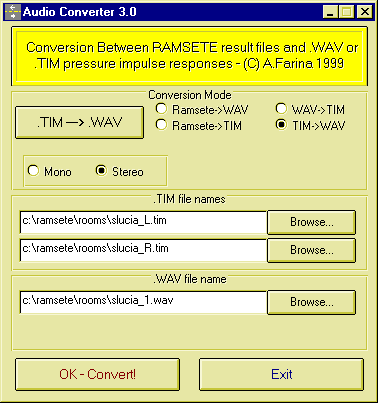 Audio Converter 3.0
Conversion Between RAMSETE result files and .WAV or
.TIM pressure impulse responses - (C) A.Farina 1999
Conversion Mode
.TIM —> .WAV
Ramsete->WAV
WAV->TIM
Ramsete->TIM
TIM->WAV
Mono
Stereo
.TIM file names
c:\ramsete\rooms\slucia_L.tim
Browse...
c:\ramsete\rooms\slucia_R.tim
Browse...
.WAV file name
c:\ramsete\rooms\slucia_1.wav
Browse...
OK - Convert!
Exit